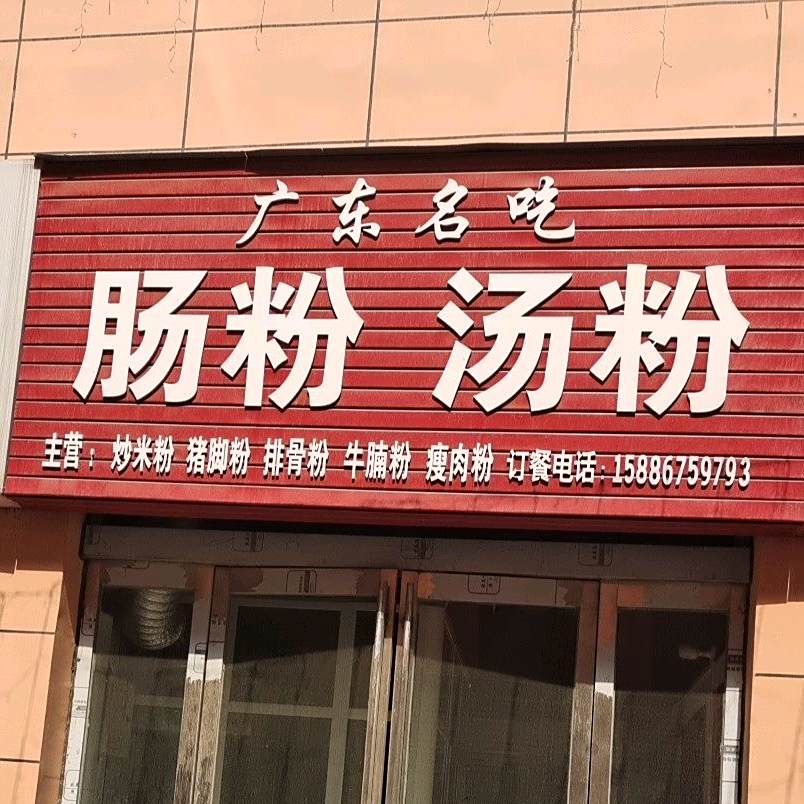 广东名吃
肠粉 汤粉
主营：炒米粉 猪脚粉 排骨粉 牛腩粉 瘦肉粉 订餐电话：15886759793